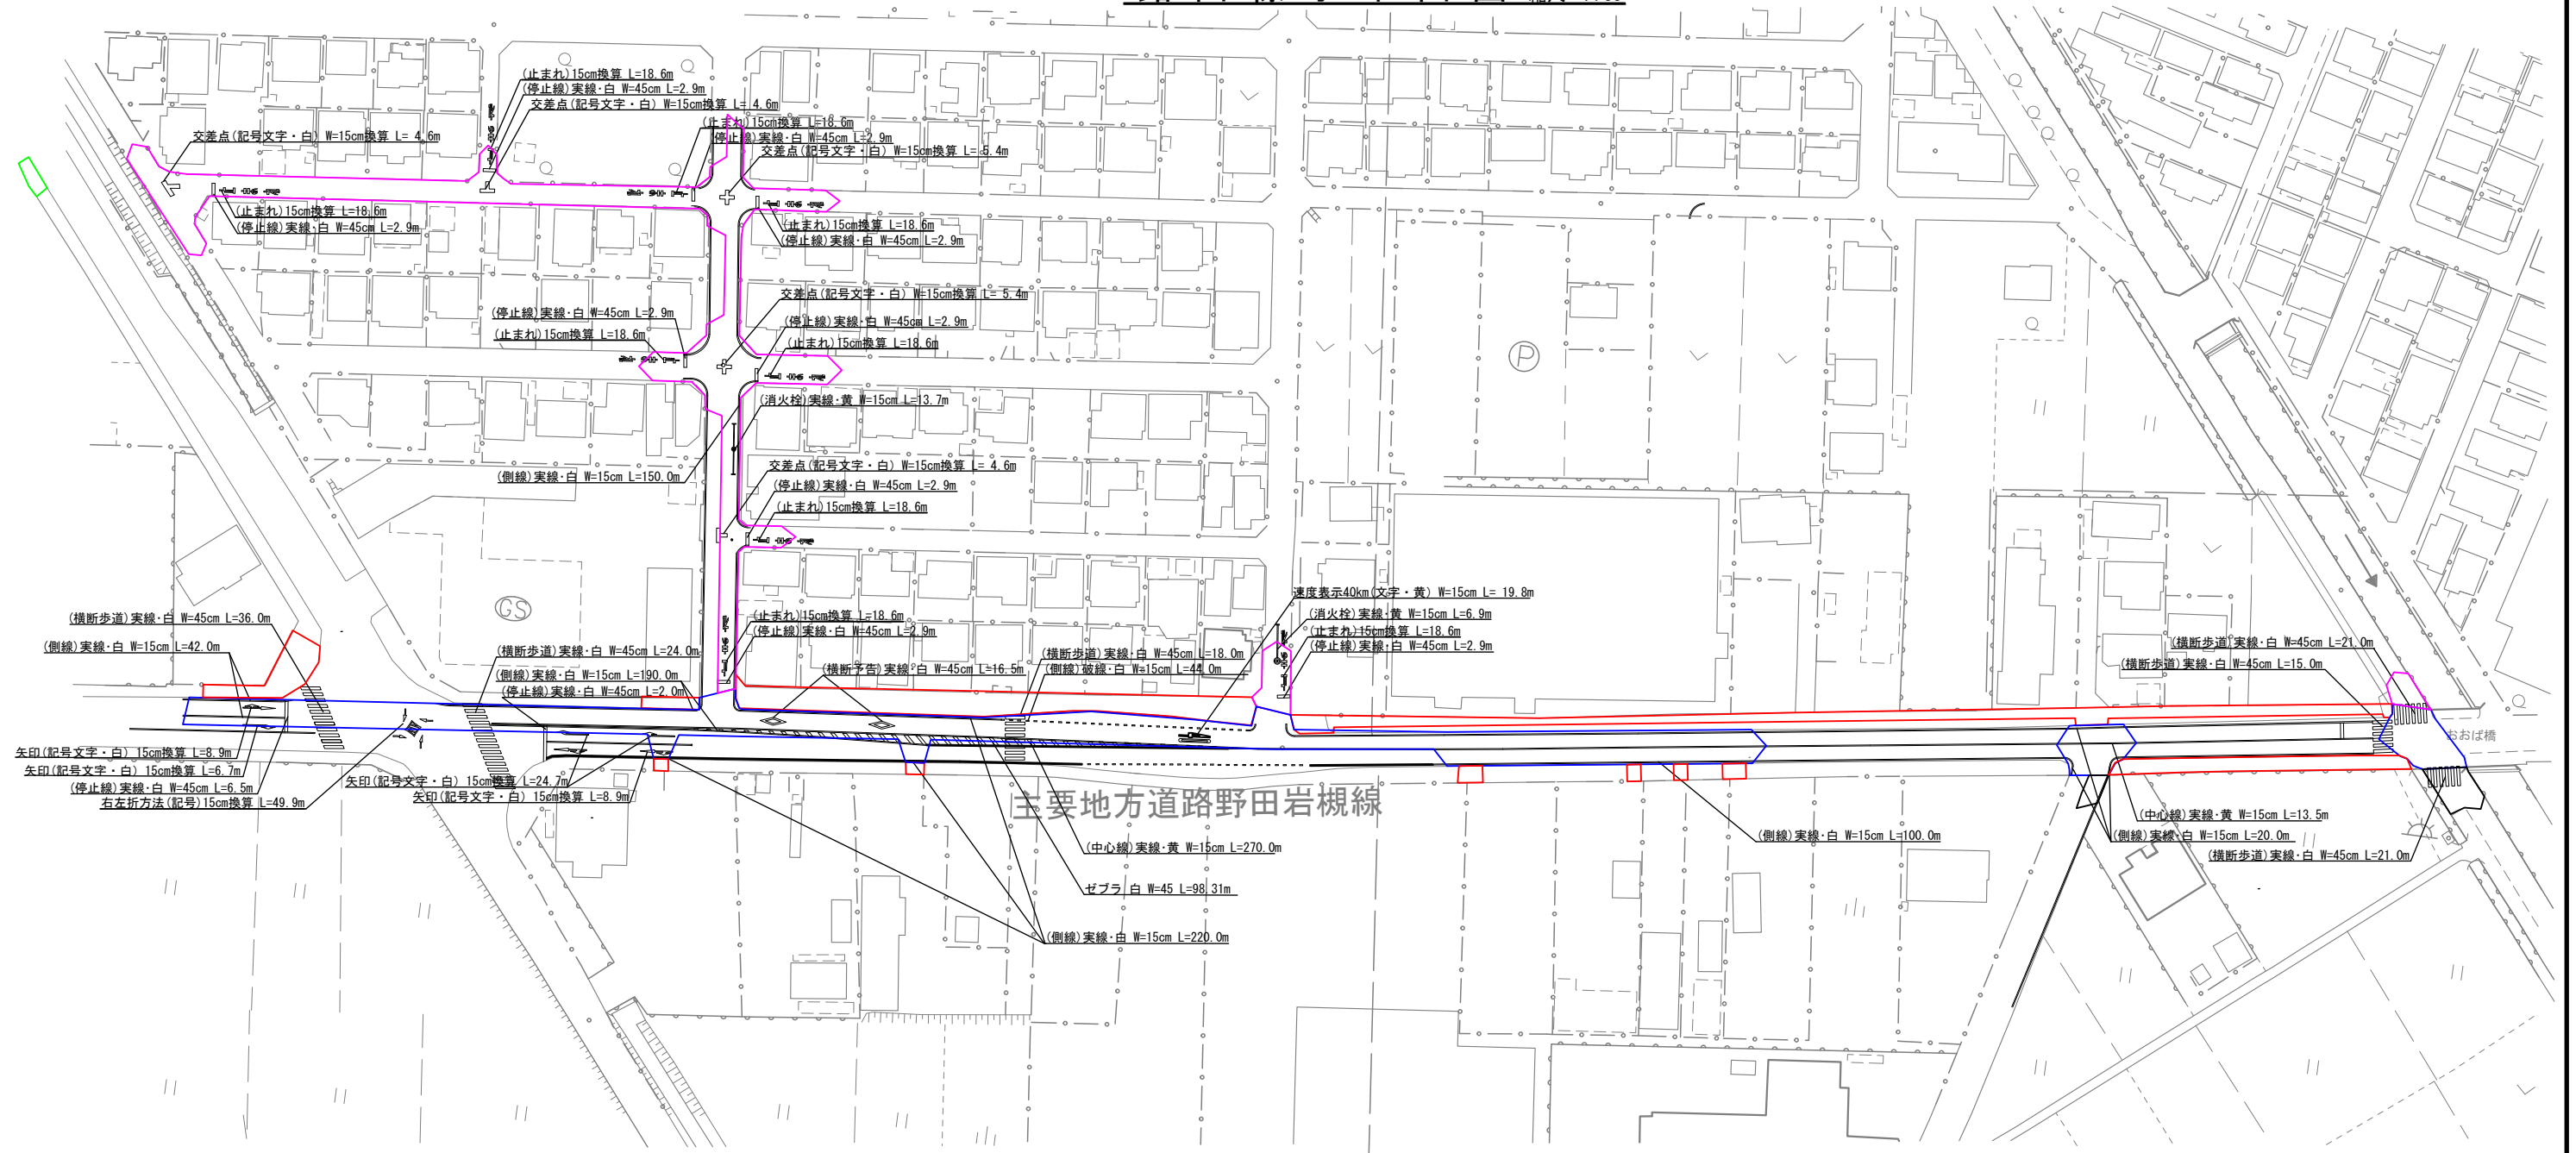 (止まれ)15cm換算 L=18.6m
(停止線)実線・白 W=45cm L=2.9m
交差点(記号文字・白) W=15cm換算 L= 4.6m
(止まれ)15cm換算 L=18.6m
(停止線)実線・白 W=45cm L=2.9m
交差点(記号文字・白) W=15cm換算 L= 5.4m
交差点(記号文字・白) W=15cm換算 L= 4.6m
(止まれ)15cm換算 L=18.6m
(停止線)実線・白 W=45cm L=2.9m
(止まれ)15cm換算 L=18.6m
(停止線)実線・白 W=45cm L=2.9m
交差点(記号文字・白) W=15cm換算 L= 5.4m
(停止線)実線・白 W=45cm L=2.9m
(停止線)実線・白 W=45cm L=2.9m
(止まれ)15cm換算 L=18.6m
(止まれ)15cm換算 L=18.6m
P
(消火栓)実線・黄 W=15cm L=13.7m
交差点(記号文字・白) W=15cm換算 L= 4.6m
(側線)実線・白 W=15cm L=150.0m
(停止線)実線・白 W=45cm L=2.9m
(止まれ)15cm換算 L=18.6m
GS
速度表示40km(文字・黄) W=15cm L= 19.8m
(消火栓)実線・黄 W=15cm L=6.9m
(止まれ)15cm換算 L=18.6m
(停止線)実線・白 W=45cm L=2.9m
(止まれ)15cm換算 L=18.6m
(停止線)実線・白 W=45cm L=2.9m
(横断歩道)実線・白 W=45cm L=36.0m
(側線)実線・白 W=15cm L=42.0m
(横断歩道)実線・白 W=45cm L=24.0m
(側線)実線・白 W=15cm L=190.0m
(停止線)実線・白 W=45cm L=2.0m
(横断予告)実線・白 W=45cm L=16.5m
(横断歩道)実線・白 W=45cm L=18.0m
(側線)破線・白 W=15cm L=44.0m
(横断歩道)実線・白 W=45cm L=21.0m
(横断歩道)実線・白 W=45cm L=15.0m
おおば橋
矢印(記号文字・白) 15cm換算 L=8.9m
矢印(記号文字・白) 15cm換算 L=6.7m
(停止線)実線・白 W=45cm L=6.5m
右左折方法(記号)15cm換算 L=49.9m
矢印(記号文字・白) 15cm換算 L=24.7m
矢印(記号文字・白) 15cm換算 L=8.9m
主要地方道路野田岩槻線
(中心線)実線・黄 W=15cm L=13.5m
(側線)実線・白 W=15cm L=20.0m
(横断歩道)実線・白 W=45cm L=21.0m
(側線)実線・白 W=15cm L=100.0m
(中心線)実線・黄 W=15cm L=270.0m
ゼブラ 白 W=45 L=98.31m
(側線)実線・白 W=15cm L=220.0m